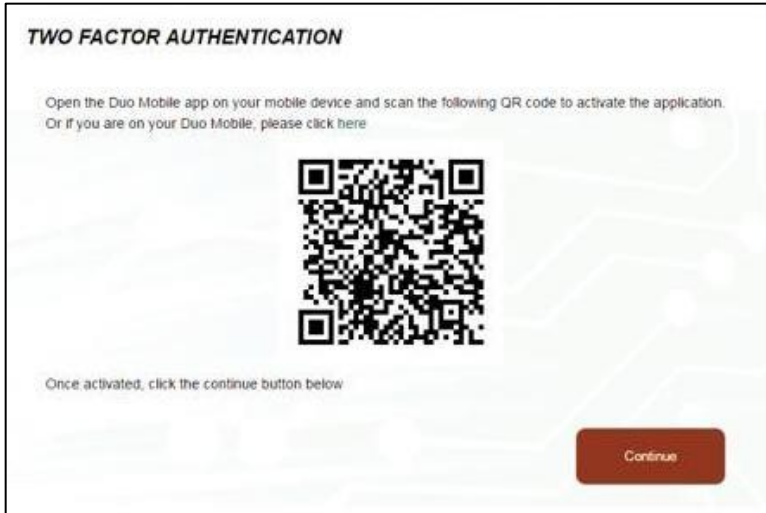 TWO FACTOR AUTHENTICATION
Open the Duo Mobile app on your mobile device and scan the following QR code to activate the application.
Or if you are on your Duo Mobile, please click here
Once activated, click the continue button below
Continue